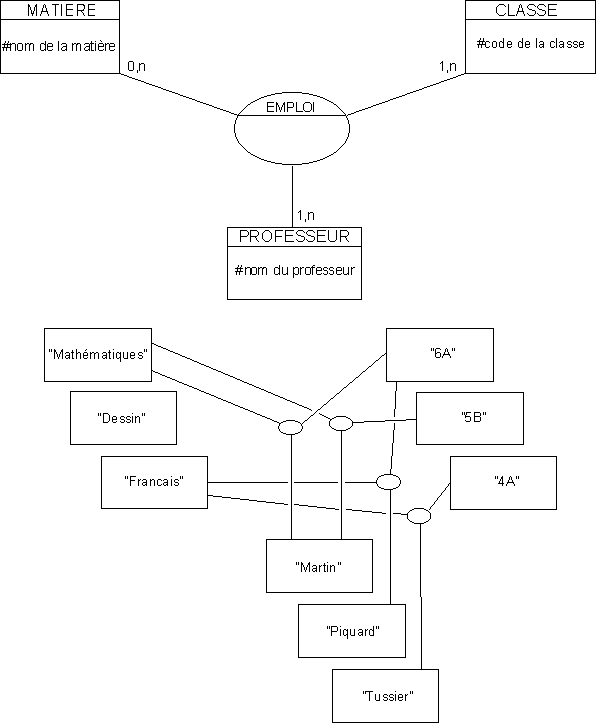 MATIERE
CLASSE
#nom de la matière
#code de la classe
0,n
1,n
EMPLOI
1,n
PROFESSEUR
#nom du professeur
"Mathématiques"
"6A"
"Dessin"
"5B"
"Francais"
"4A"
"Martin"
"Piquard"
"Tussier"